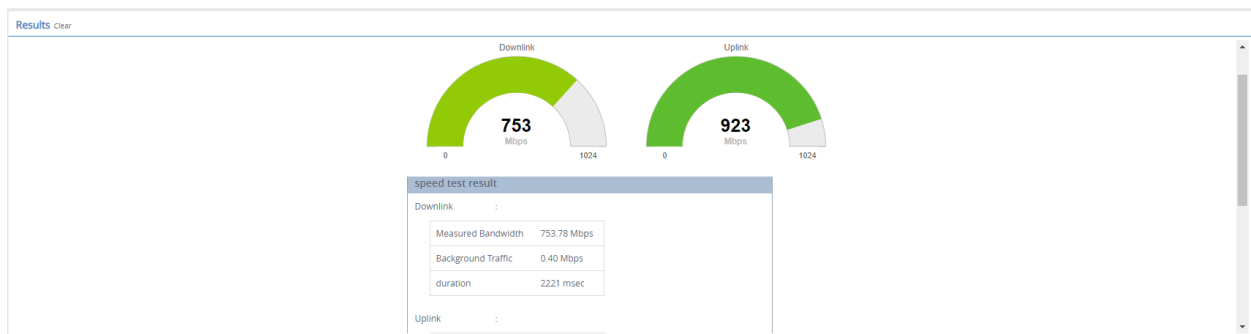 Results Clear
Downlink Uplink
753 923
Mbps Mbps
0 1024 0 1024
speed test result
Downlink :
Measured Bandwidth 753.78 Mbps
Background Traffic 0.40 Mbps
duration 2221 msec
Uplink :